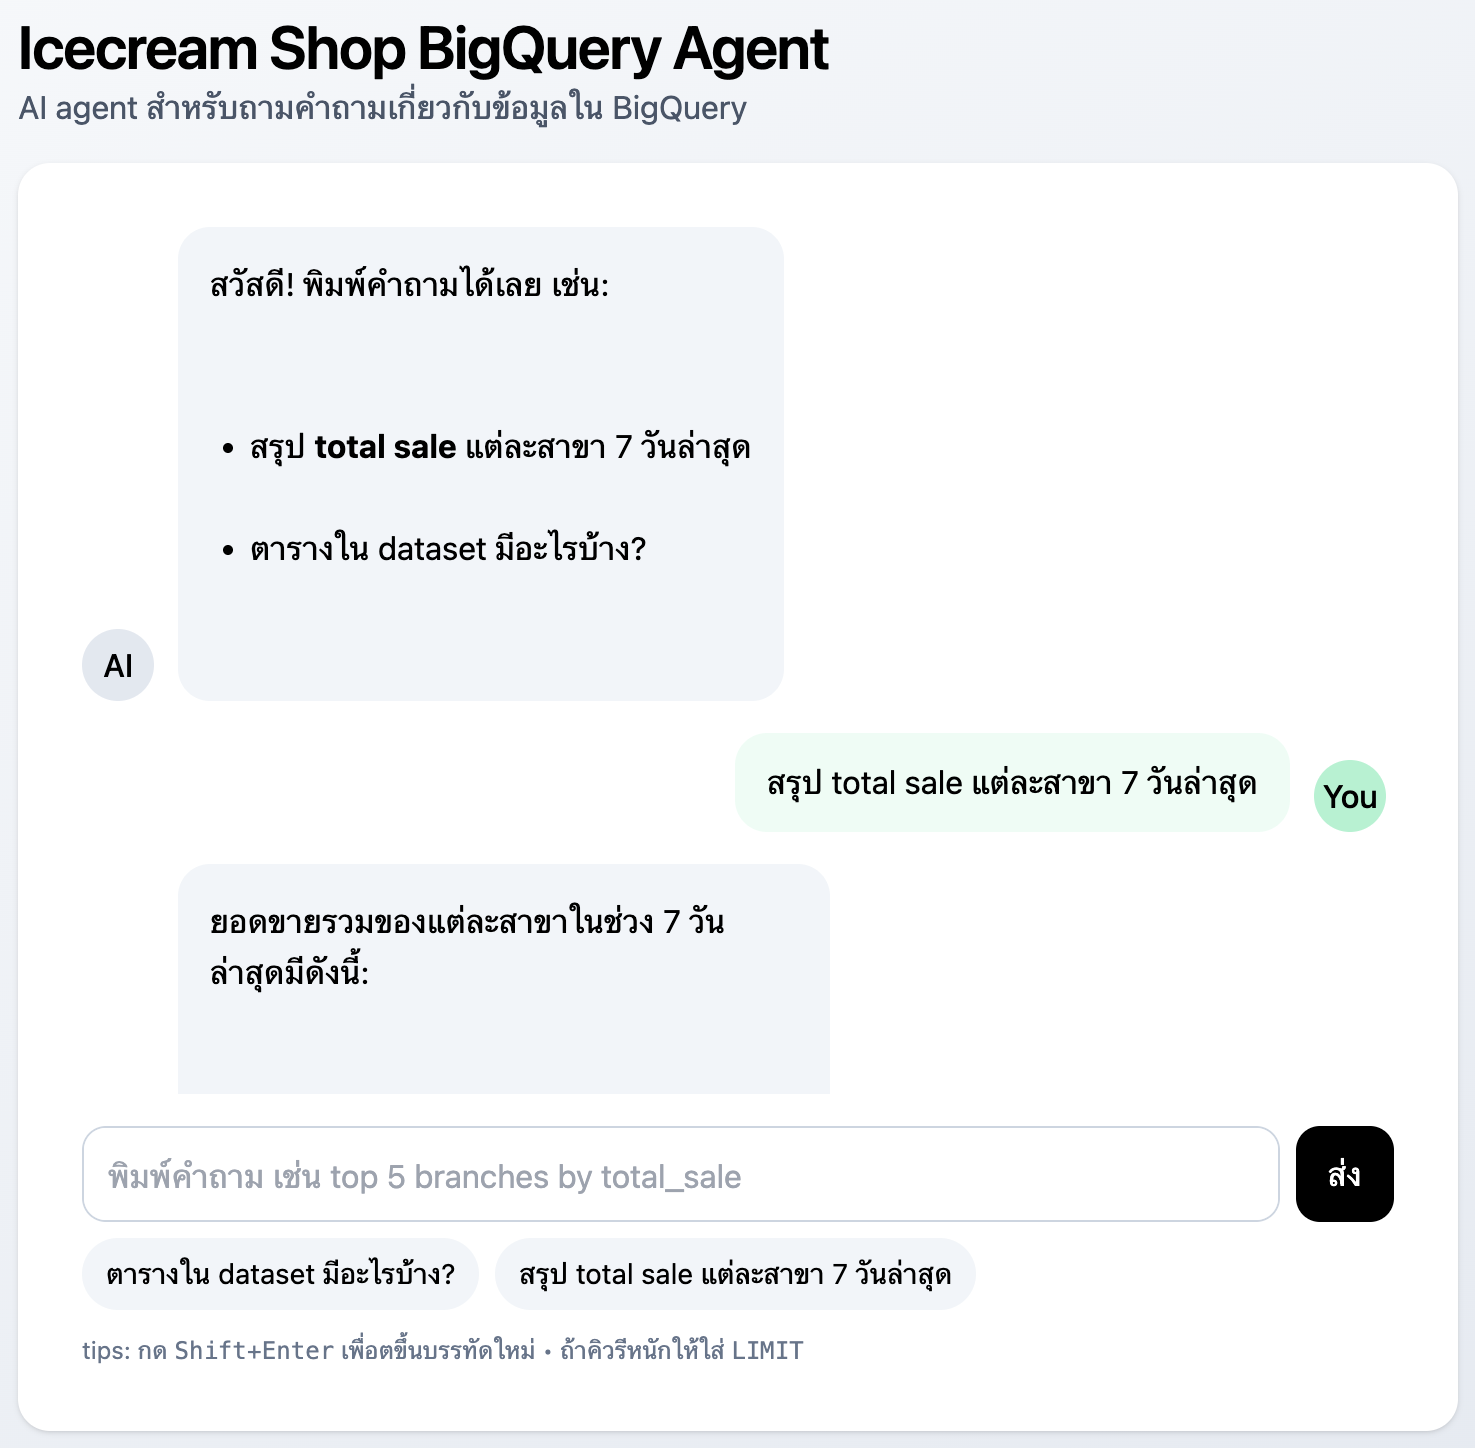 Icecream Shop BigQuery Agent
AI agent สำหรับถามคำถามเกี่ยวกับข้อมูลใน BigQuery
สวัสดี! พิมพ์คำถามได้เลย เช่น:
• สรุป total sale แต่ละสาขา 7 วันล่าสุด
• ตารางใน dataset มีอะไรบ้าง?
AI
สรุป total sale แต่ละสาขา 7 วันล่าสุด
You
ยอดขายรวมของแต่ละสาขาในช่วง 7 วัน
ล่าสุดมีดังนี้:
พิมพ์คำถาม เช่น top 5 branches by total_sale
ส่ง
ตารางใน dataset มีอะไรบ้าง?
สรุป total sale แต่ละสาขา 7 วันล่าสุด
tips: กด Shift+Enter เพื่อตขึ้นบรรทัดใหม่ • ถ้าคิวรีหนักให้ใส่ LIMIT